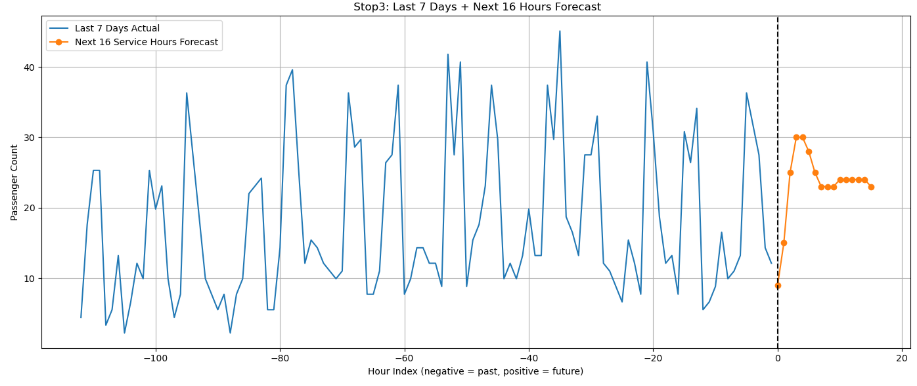 Stop3: Last 7 Days + Next 16 Hours Forecast
Last 7 Days Actual
Next 16 Service Hours Forecast
Passenger Count
40
30
20
10
−100
−80
−60
−40
−20
0
20
Hour Index (negative = past, positive = future)